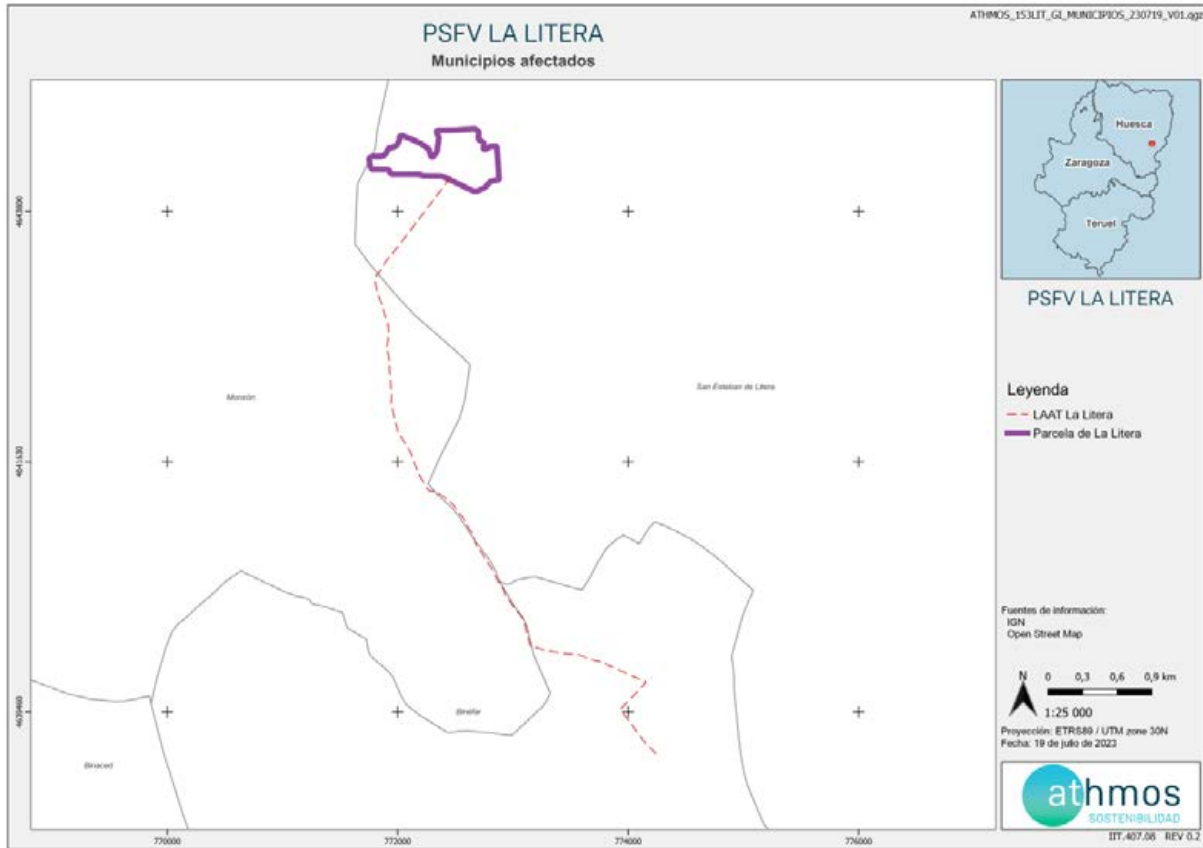 ATHMOS_153LIT_GI_MUNICIPIOS_230719_V01.qgz
PSFV LA LITERA
Municipios afectados
Huesca
Zaragoza
Teruel
PSFV LA LITERA
4643800
4641630
4639460
Monzón
San Esteban de Litera
Binéfar
Binaced
Leyenda
LAAT La Litera
Parcela de La Litera
Fuentes de información:
IGN
Open Street Map
N 0 0,3 0,6 0,9 km
1:25 000
Proyección: ETRS89 / UTM zone 30N
Fecha: 19 de julio de 2023
athmos
SOSTENIBILIDAD
770000 772000 774000 776000
IIT.407.08 REV 0.2